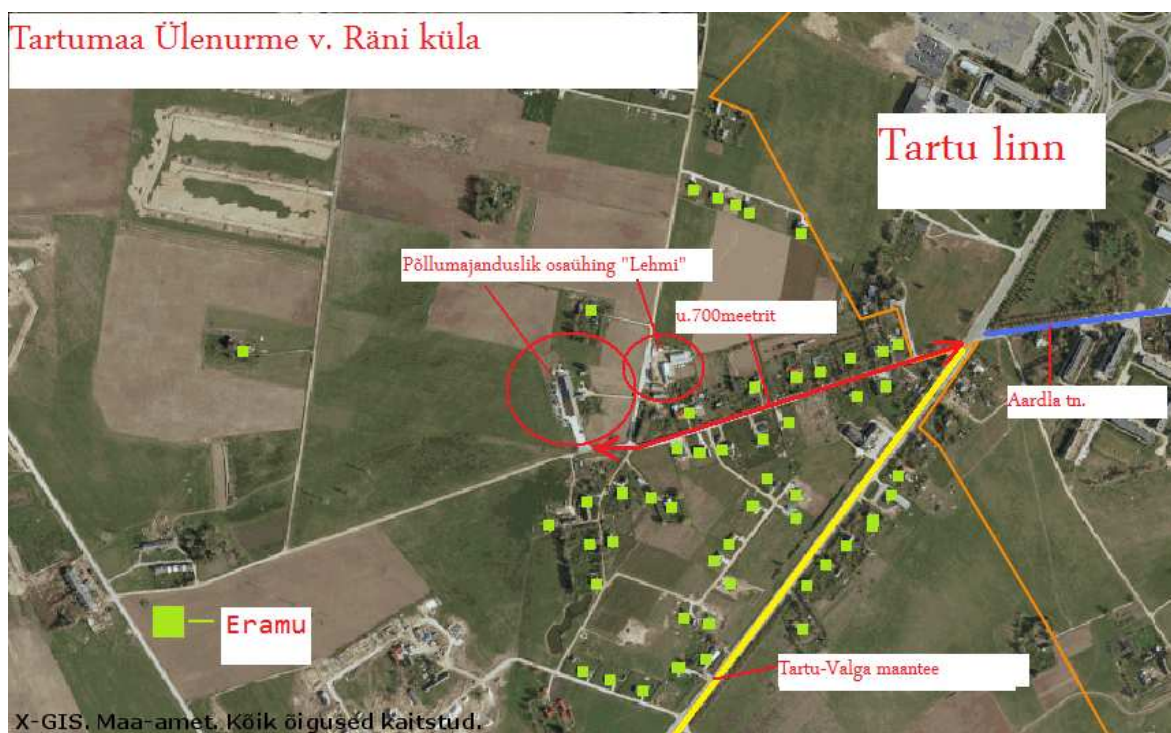 Tartumaa Ülenurme v. Räni küla
Tartu linn
Põllumajanduslik osaühing "Lehmi"
u.700meetrit
Aardla tn.
Eramu
Tartu-Valga maantee
X-GIS. Maa-amet. Kõik õigused kaitstud.